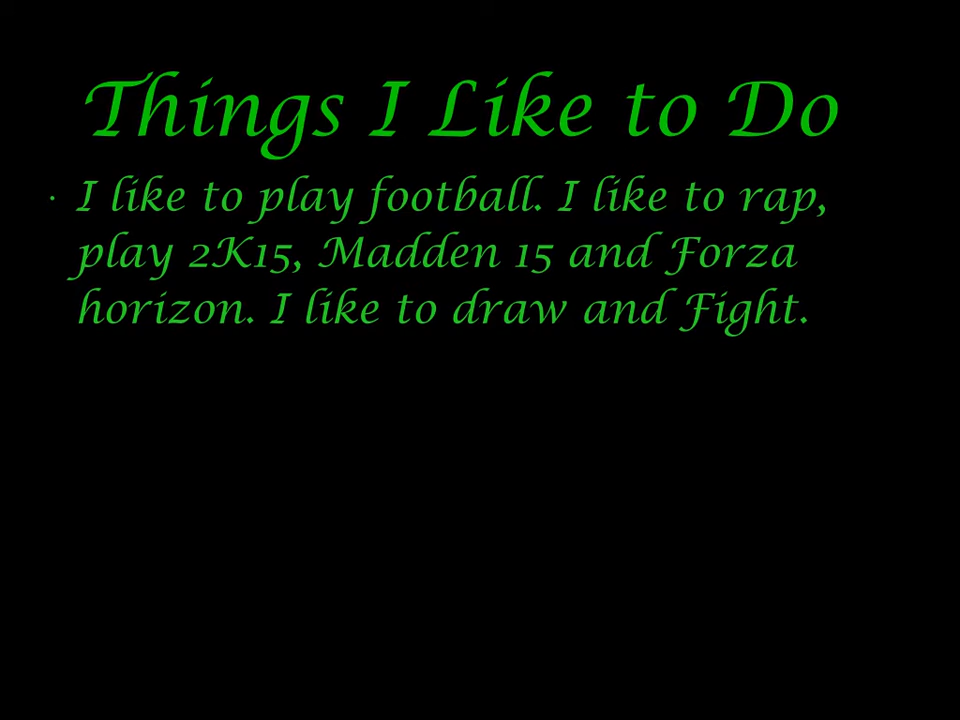 Things I Like to Do
· I like to play football. I like to rap,
play 2K15, Madden 15 and Forza
horizon. I like to draw and Fight.